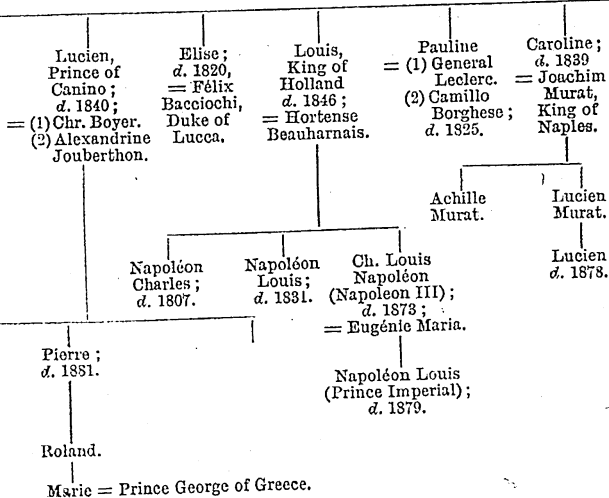 Lucien,
Prince of
Canino;
d. 1840;
= (1) Chr. Boyer.
(2) Alexandrine
Jouberthon.
Elise;
d. 1820,
= Félix
Bacciochi,
Duke of
Lucca.
Louis,
King of
Holland
d. 1846;
= Hortense
Beauharnais.
Pauline
= (1) General
Leclerc.
(2) Camillo
Borghese;
d. 1825.
Caroline;
d. 1839
= Joachim
Murat,
King of
Naples.
Achille
Murat.
Lucien
Murat.
Lucien
d. 1878.
Napoléon
Charles;
d. 1807.
Napoléon
Louis;
d. 1831.
Ch. Louis
Napoléon
(Napoleon III);
d. 1873;
= Eugénie Maria.
Napoléon Louis
(Prince Imperial);
d. 1879.
Pierre;
d. 1881.
Roland.
Marie = Prince George of Greece.